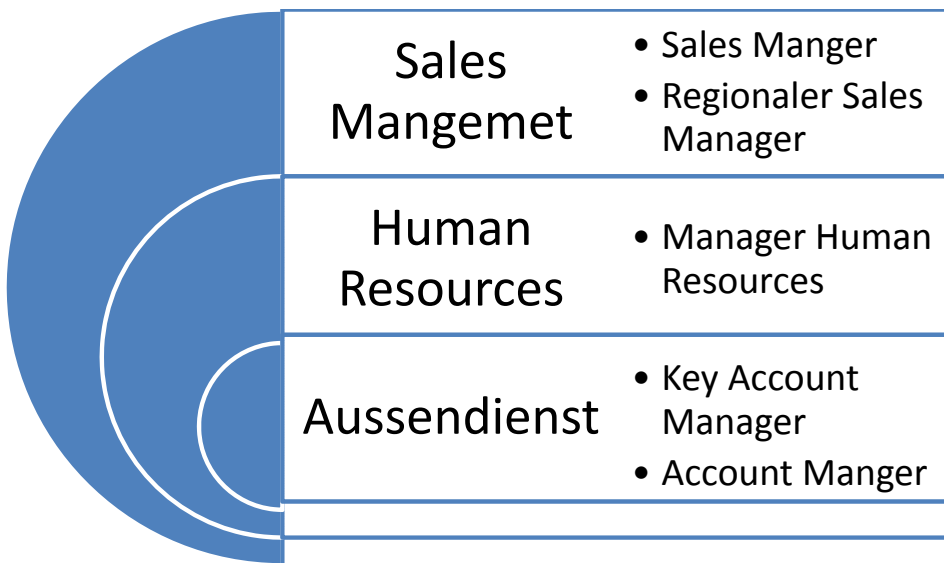 Sales
Mangemet
• Sales Manger
• Regionaler Sales
Manager
Human
Resources
• Manager Human
Resources
Aussendienst
• Key Account
Manager
• Account Manger